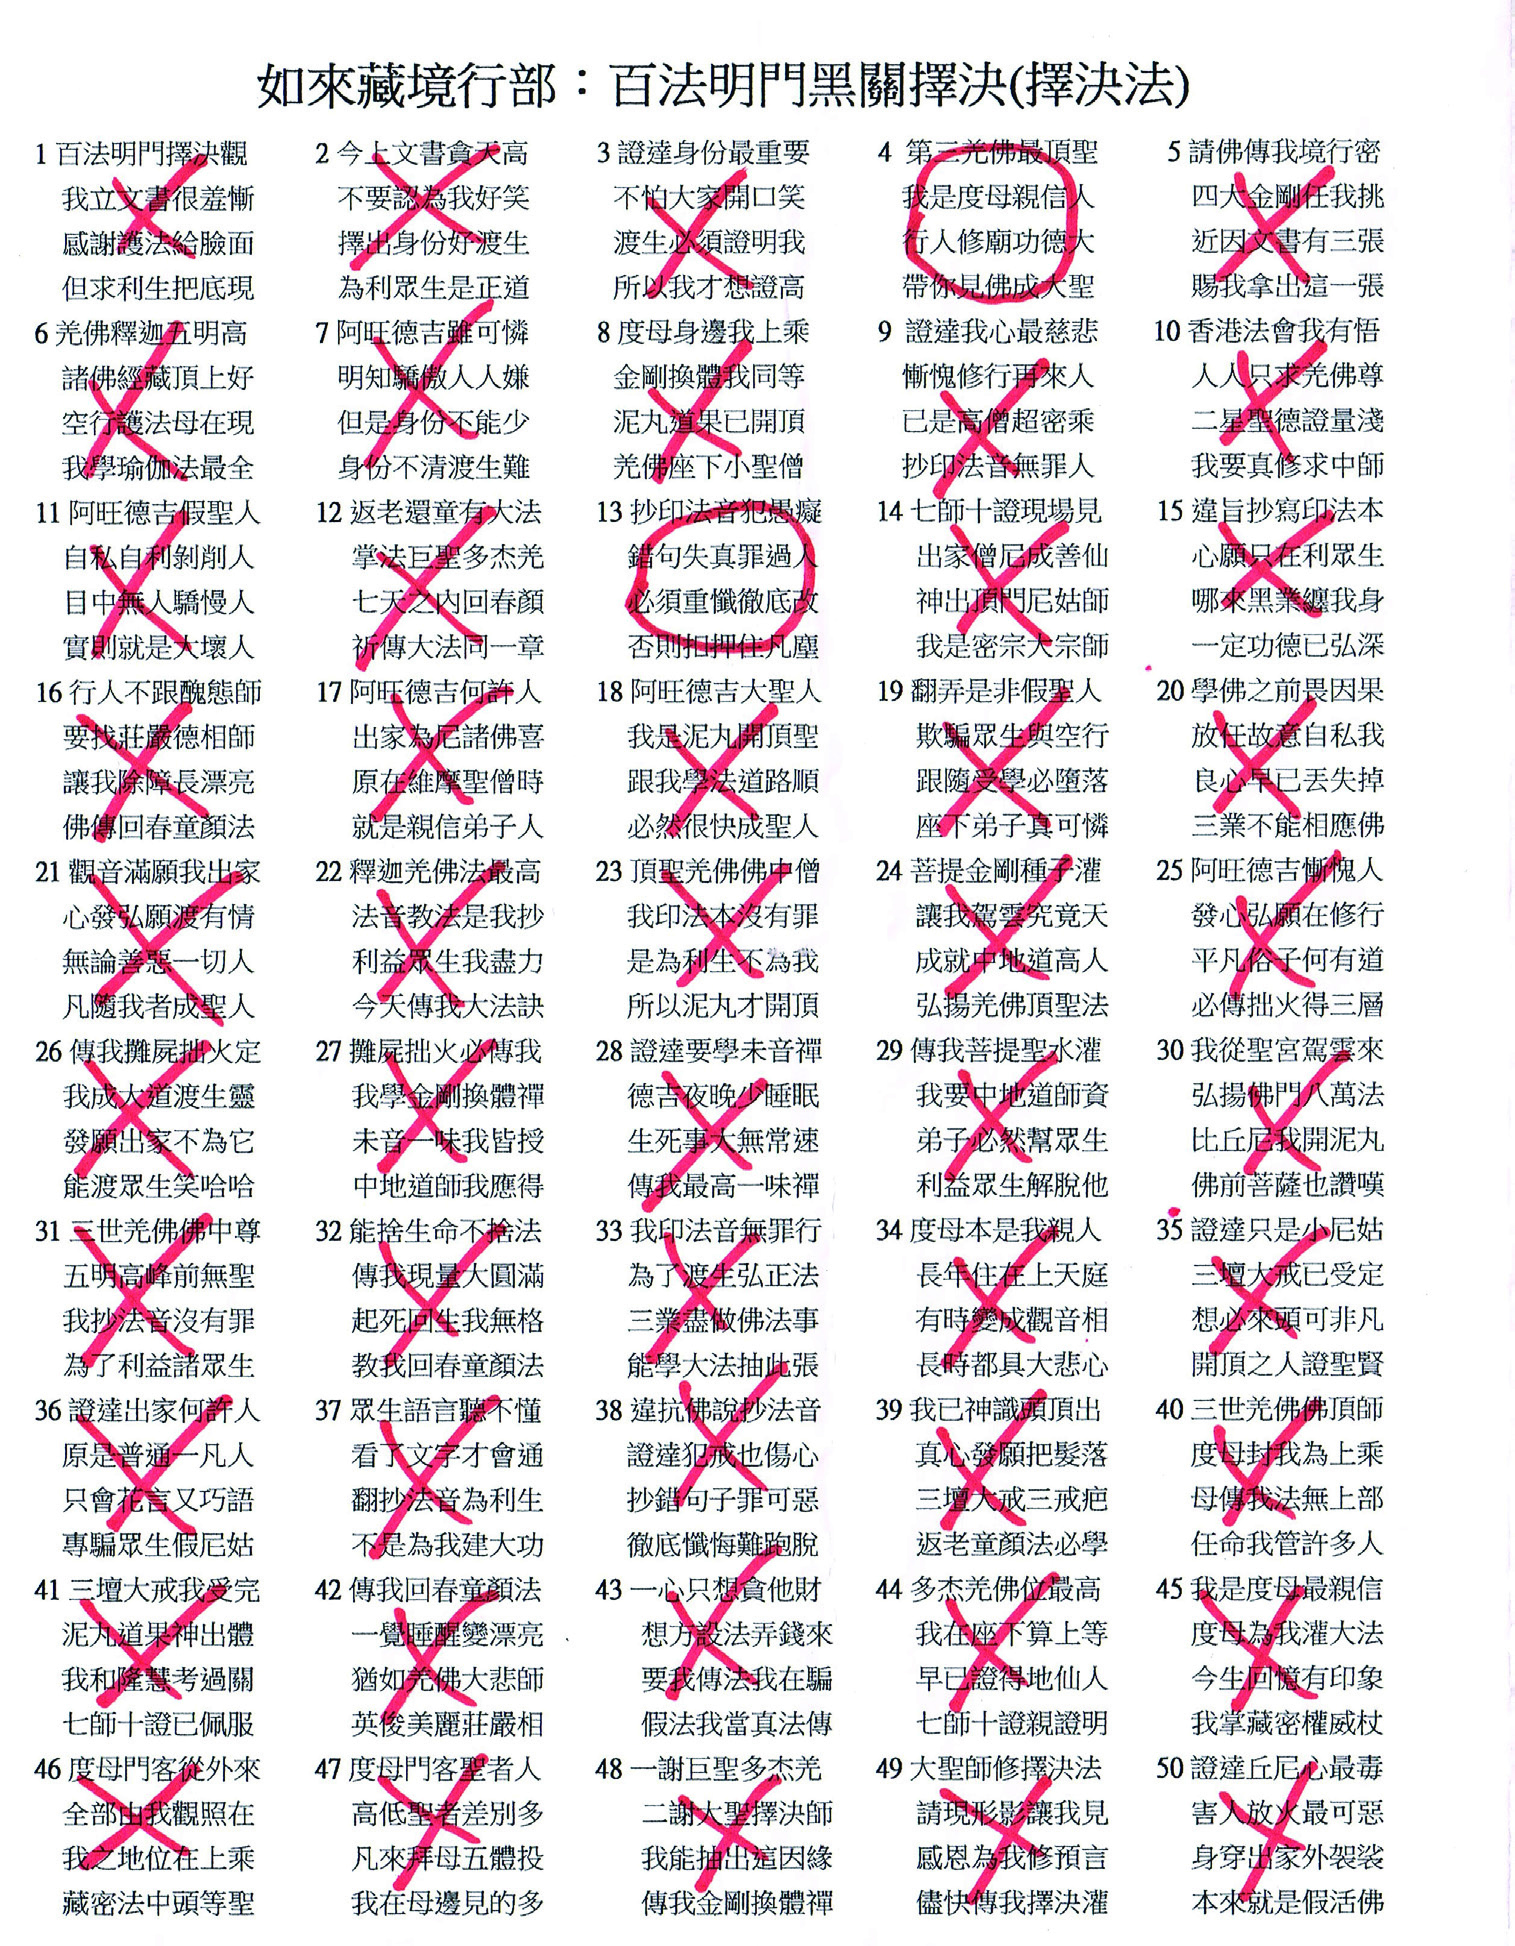 如來藏境行部：百法明門黑關擇決(擇決法)
1 百法明門擇決觀
我立文書很羞慚
感謝護法給臉面
但求利生把底現
2 今上文書貪天高
不要認為我好笑
擇出身份好渡生
為利眾生是正道
3 證達身份最重要
不怕大家開口笑
渡生必須證明我
所以我才想證高
4 第三羌佛最頂聖
我是度母親信人
行人修廟功德大
帶你見佛成大聖
5 請佛傳我境行密
四大金剛任我挑
近因文書有三張
賜我拿出這一張
6 羌佛釋迦五明高
諸佛經藏頂上好
空行護法母在現
我學瑜伽法最全
7 阿旺德吉雖可憐
明知驕傲人人嫌
但是身份不能少
身份不清渡生難
8 度母身邊我上乘
金剛換體我同等
泥丸道果已開頂
羌佛座下小聖僧
9 證達我心最慈悲
慚愧修行再來人
已是高僧超密乘
抄印法音無罪人
10 香港法會我有悟
人人只求羌佛尊
二星聖德證量淺
我要真修求中師
11 阿旺德吉假聖人
自私自利剝削人
目中無人驕慢人
實則就是大壞人
12 返老還童有大法
掌法巨聖多杰羌
七天之內回春顏
祈傳大法同一章
13 抄印法音犯愚癡
錯句失真罪過人
必須重懺徹底改
否則扣押住凡塵
14 七師十證現場見
出家僧尼成善仙
神出頂門尼姑師
我是密宗大宗師
15 違旨抄寫印法本
心願只在利眾生
哪來黑業纏我身
一定功德已弘深
16 行人不跟醜態師
要找莊嚴德相師
讓我除障長漂亮
佛傳回春童顏法
17 阿旺德吉何許人
出家為尼諸佛喜
原在維摩聖僧時
就是親信弟子人
18 阿旺德吉大聖人
我是泥丸開頂聖
跟我學法道路順
必然很快成聖人
19 翻弄是非假聖人
欺騙眾生與空行
跟隨受學必墮落
座下弟子真可憐
20 學佛之前畏因果
放任故意自私我
良心早已丟失掉
三業不能相應佛
21 觀音滿願我出家
心發弘願渡有情
無論善惡一切人
凡隨我者成聖人
22 釋迦羌佛法最高
法音教法是我抄
利益眾生我盡力
今天傳我大法訣
23 頂聖羌佛佛中僧
我印法本沒有罪
是為利生不為我
所以泥丸才開頂
24 菩提金剛種子灌
讓我駕雲究竟天
成就中地道高人
弘揚羌佛頂聖法
25 阿旺德吉慚愧人
發心弘願在修行
平凡俗子何有道
必傳拙火得三層
26 傳我攤屍拙火定
我成大道渡生靈
發願出家不為它
能渡眾生笑哈哈
27 攤屍拙火必傳我
我學金剛換體禪
未音一味我皆授
中地道師我應得
28 證達要學未音禪
德吉夜晚少睡眠
生死事大無常速
傳我最高一味禪
29 傳我菩提聖水灌
我要中地道師資
弟子必然幫眾生
利益眾生解脫他
30 我從聖宮駕雲來
弘揚佛門八萬法
比丘尼我開泥丸
佛前菩薩也讚嘆
31 三世羌佛佛中尊
五明高峰前無聖
我抄法音沒有罪
為了利益諸眾生
32 能捨生命不捨法
傳我現量大圓滿
起死回生我無格
教我回春童顏法
33 我印法音無罪行
為了渡生弘正法
三業盡做佛法事
能學大法抽此張
34 度母本是我親人
長年住在上天庭
有時變成觀音相
長時都具大悲心
35 證達只是小尼姑
三壇大戒已受定
想必來頭可非凡
開頂之人證聖賢
36 證達出家何許人
原是普通一凡人
只會花言又巧語
專騙眾生假尼姑
37 眾生語言聽不懂
看了文字才會通
翻抄法音為利生
不是為我建大功
38 違抗佛說抄法音
證達犯戒也傷心
抄錯句子罪可惡
徹底懺悔難跑脫
39 我已神識頭頂出
真心發願把髮落
三壇大戒三戒疤
返老童顏法必學
40 三世羌佛佛頂師
度母封我為上乘
母傳我法無上部
任命我管許多人
41 三壇大戒我受完
泥丸道果神出體
我和隆慧考過關
七師十證已佩服
42 傳我回春童顏法
一覺睡醒變漂亮
猶如羌佛大悲師
英俊美麗莊嚴相
43 一心只想貪他財
想方設法弄錢來
要我傳法我在騙
假法我當真法傳
44 多杰羌佛位最高
我在座下算上等
早已證得地仙人
七師十證親證明
45 我是度母最親信
度母為我灌大法
今生回憶有印象
我掌藏密權威杖
46 度母門客從外來
全部由我觀照在
我之地位在上乘
藏密法中頭等聖
47 度母門客聖者人
高低聖者差別多
凡來拜母五體投
我在母邊見的多
48 一謝巨聖多杰羌
二謝大聖擇決師
我能抽出這因緣
傳我金剛換體禪
49 大聖師修擇決法
請現形影讓我見
感恩為我修預言
儘快傳我擇決灌
50 證達丘尼心最毒
害人放火最可惡
身穿出家外袈裟
本來就是假活佛